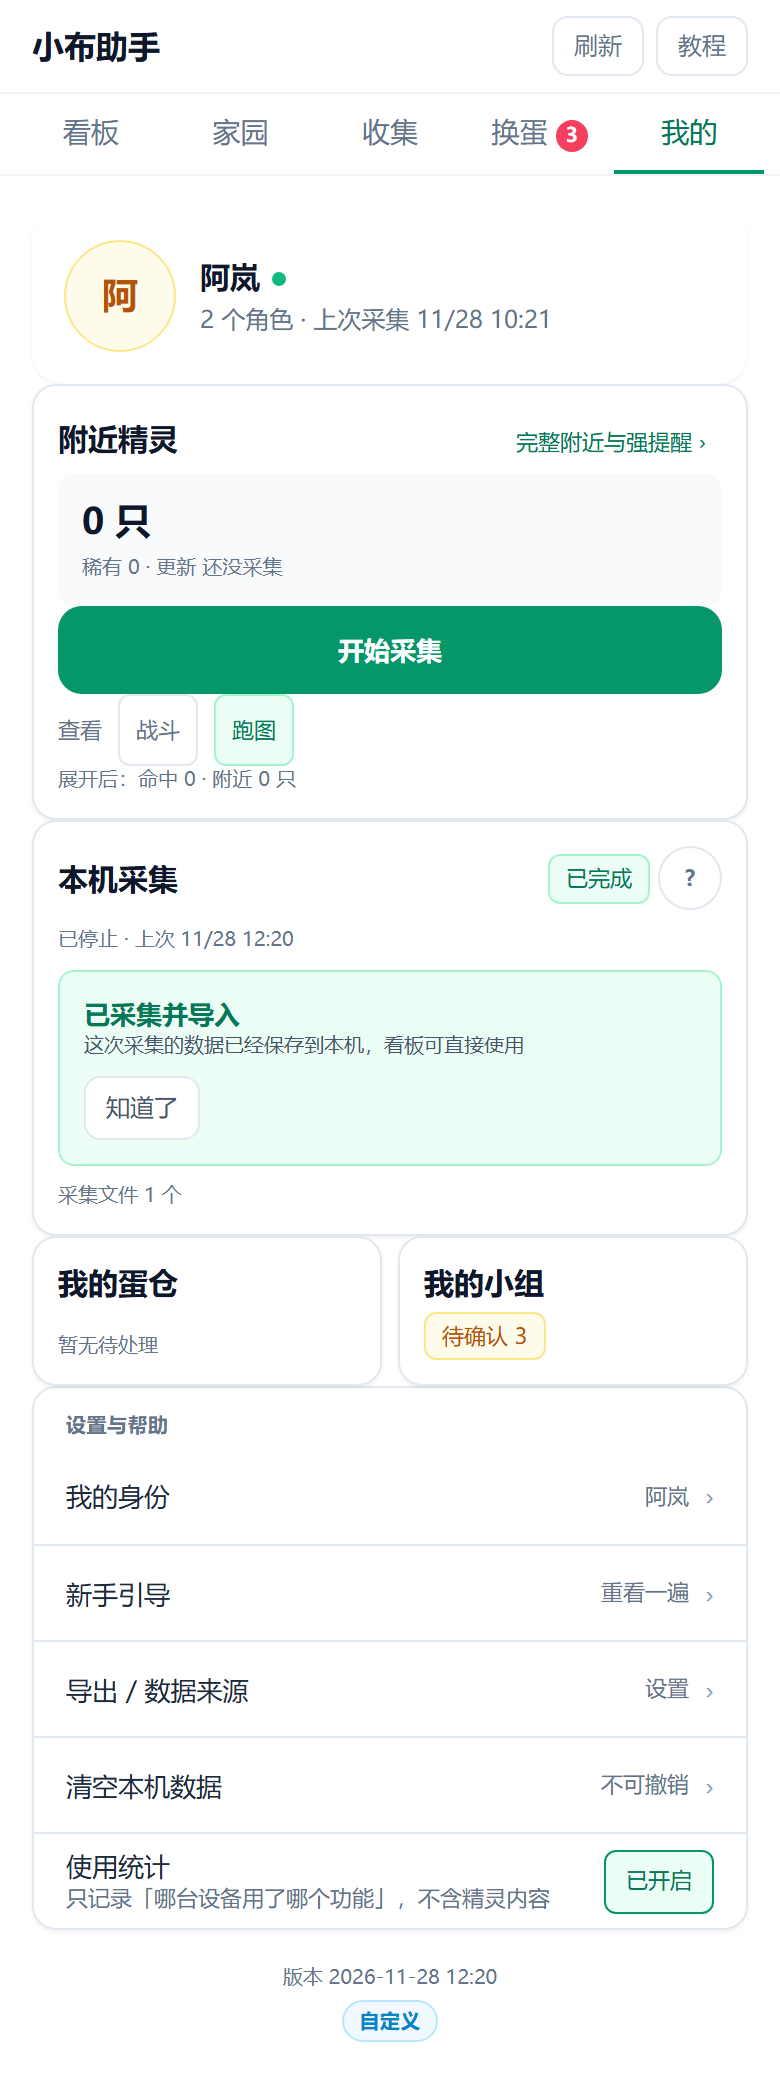 小布助手
刷新 教程
看板 家园 收集 换蛋 3 我的
阿
阿岚
2 个角色 · 上次采集 11/28 10:21
附近精灵 完整附近与强提醒 ›
0 只
稀有 0 · 更新 还没采集
开始采集
查看 战斗 跑图
展开后：命中 0 · 附近 0 只
本机采集 已完成 ?
已停止 · 上次 11/28 12:20
已采集并导入
这次采集的数据已经保存到本机，看板可直接使用
知道了
采集文件 1 个
我的蛋仓
暂无待处理
我的小组
待确认 3
设置与帮助
我的身份 阿岚 ›
新手引导 重看一遍 ›
导出 / 数据来源 设置 ›
清空本机数据 不可撤销 ›
使用统计
只记录「哪台设备用了哪个功能」，不含精灵内容
已开启
版本 2026-11-28 12:20
自定义